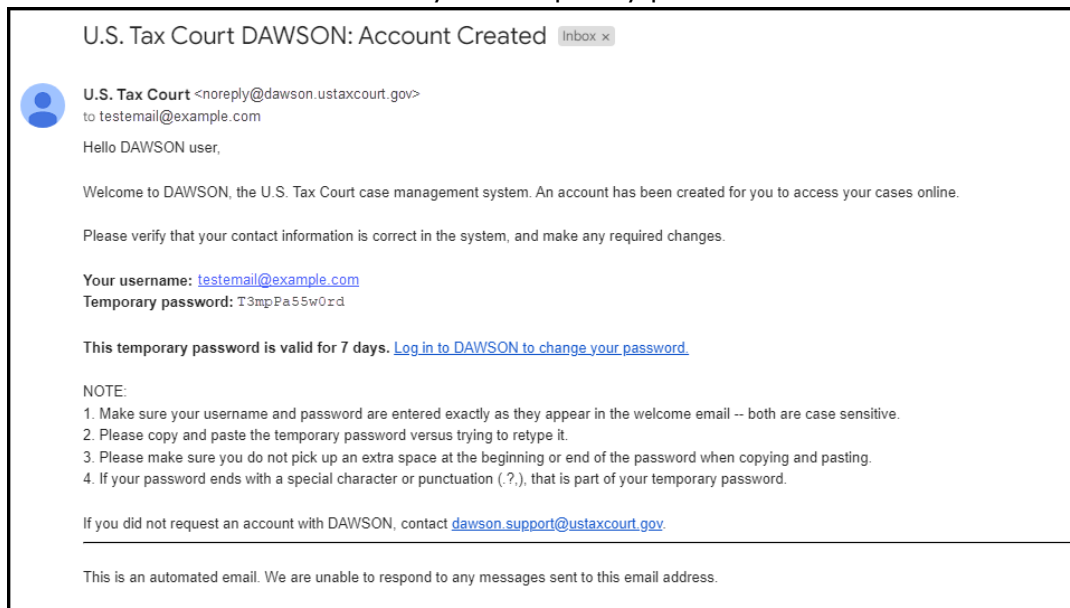 U.S. Tax Court DAWSON: Account Created Inbox x
U.S. Tax Court <noreply@dawson.ustaxcourt.gov>
to testemail@example.com
Hello DAWSON user,
Welcome to DAWSON, the U.S. Tax Court case management system. An account has been created for you to access your cases online.
Please verify that your contact information is correct in the system, and make any required changes.
Your username: testemail@example.com
Temporary password: T3mpPa55w0rd
This temporary password is valid for 7 days. Log in to DAWSON to change your password.
NOTE:
1. Make sure your username and password are entered exactly as they appear in the welcome email -- both are case sensitive.
2. Please copy and paste the temporary password versus trying to retype it.
3. Please make sure you do not pick up an extra space at the beginning or end of the password when copying and pasting.
4. If your password ends with a special character or punctuation (.?,), that is part of your temporary password.
If you did not request an account with DAWSON, contact dawson.support@ustaxcourt.gov.
This is an automated email. We are unable to respond to any messages sent to this email address.